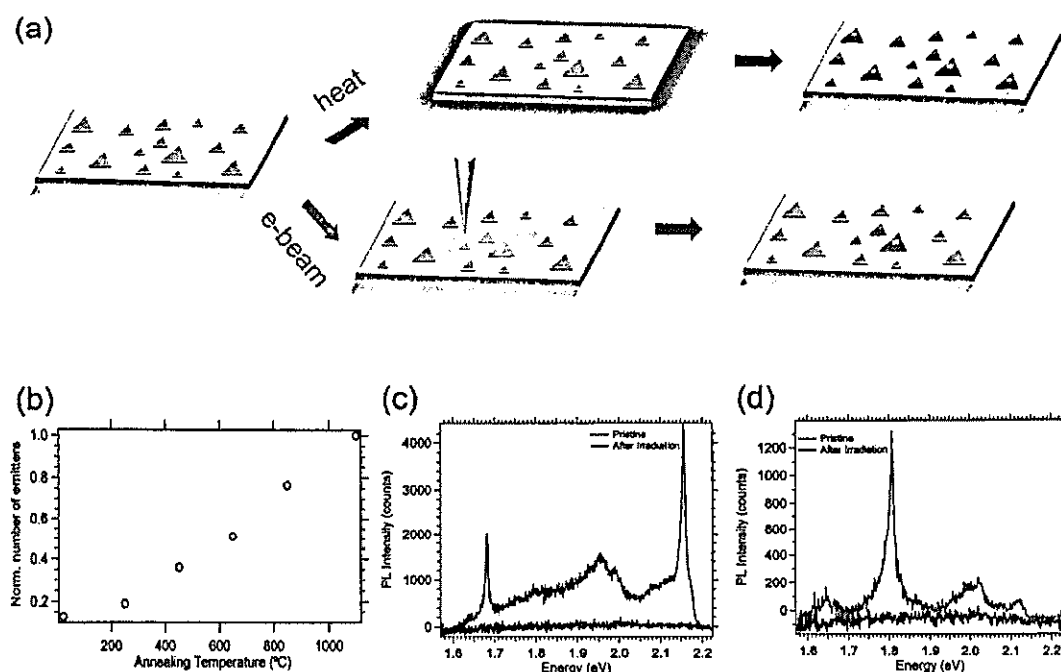 (a)
heat
e-beam
(b)
Norm. number of emitters
1.0
0.8
0.6
0.4
0.2
200 400 600 800 1000
Anneaking Temperature (ºC)
(c)
PL Intensity (counts)
4000
3000
2000
1000
0
Pristine
After Irradiation
1.6 1.7 1.8 1.9 2.0 2.1 2.2
Energy (eV)
(d)
PL Intensity (counts)
1200
1000
800
600
400
200
0
Pristine
After Irradiation
1.6 1.7 1.8 1.9 2.0 2.1 2.2
Energy (eV)